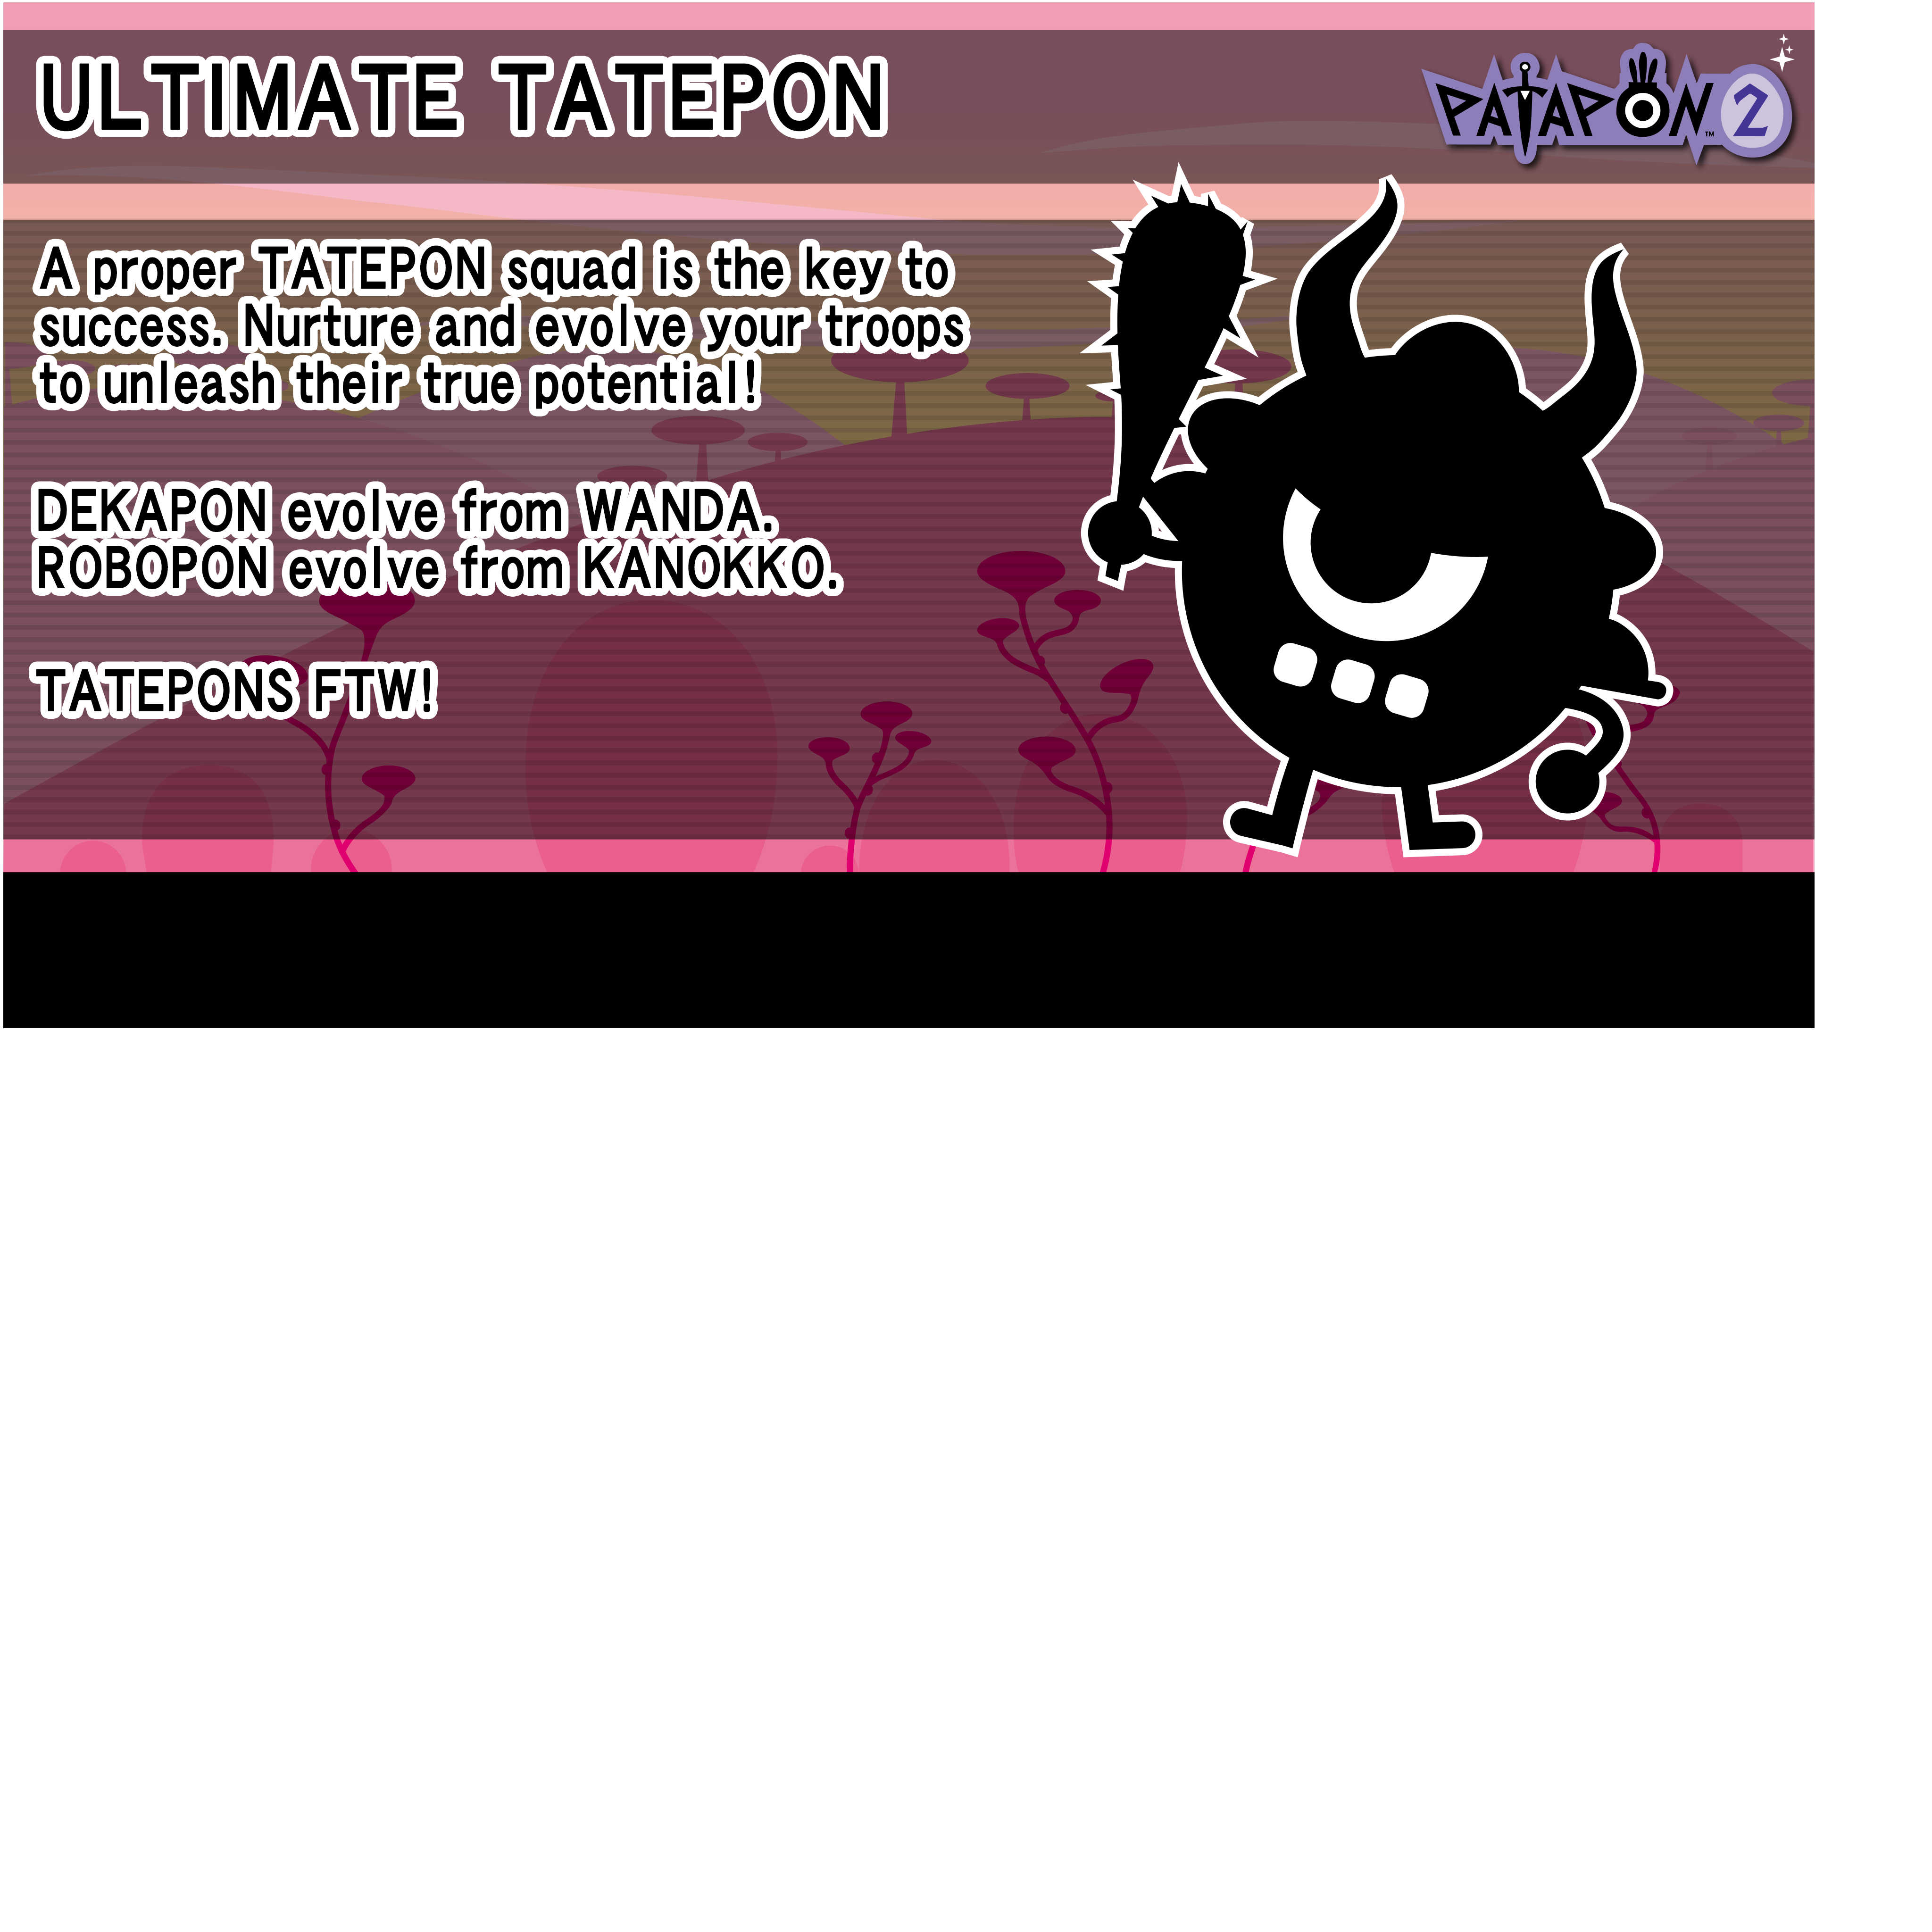 ULTIMATE TATEPON
PATAPON™ 2
A proper TATEPON squad is the key to
success. Nurture and evolve your troops
to unleash their true potential!
DEKAPON evolve from WANDA.
ROBOPON evolve from KANOKKO.
TATEPONS FTW!